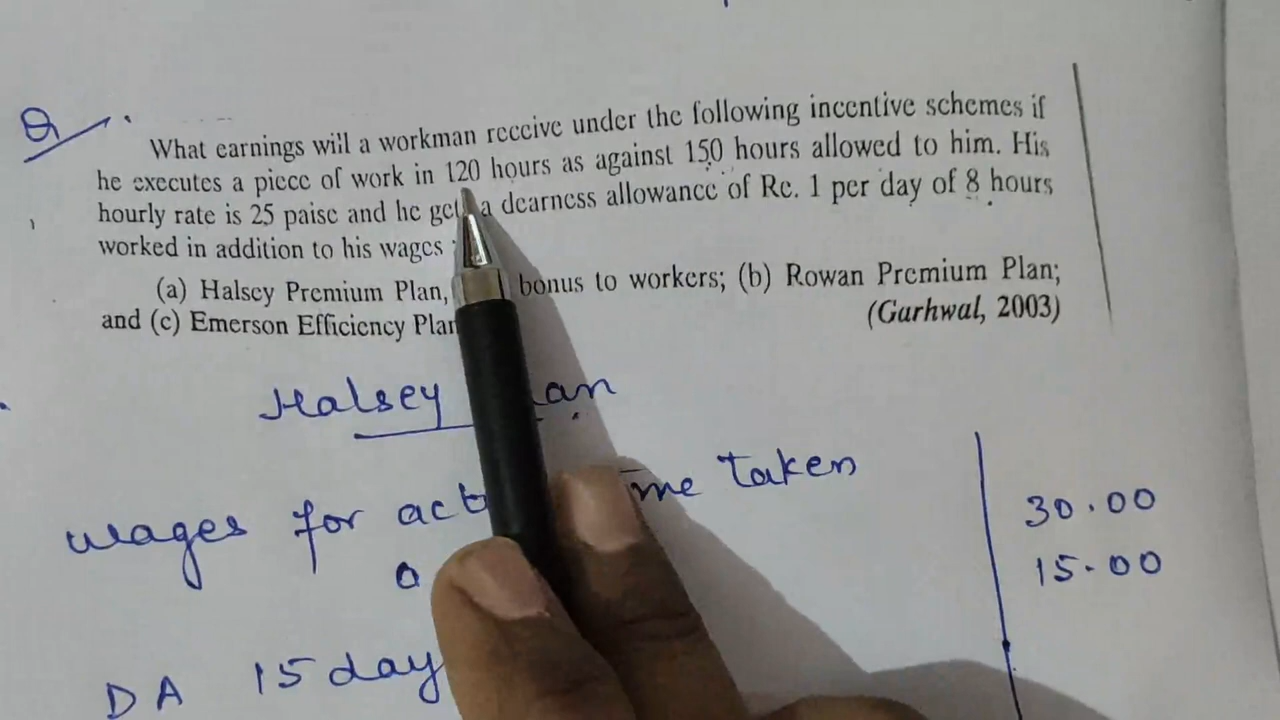 Q
What earnings will a workman receive under the following incentive schemes if
he executes a piece of work in 120 hours as against 150 hours allowed to him. His
hourly rate is 25 paise and he a dearness allowance of Re. 1 per day of 8 hours
worked in addition to his wages
(a) Halsey Premium Plan, bonus to workers; (b) Rowan Premium Plan;
and (c) Emerson Efficiency Plan
(Garhwal, 2003)
Halsey
wages for taken 30.00
15.00
DA 15 day